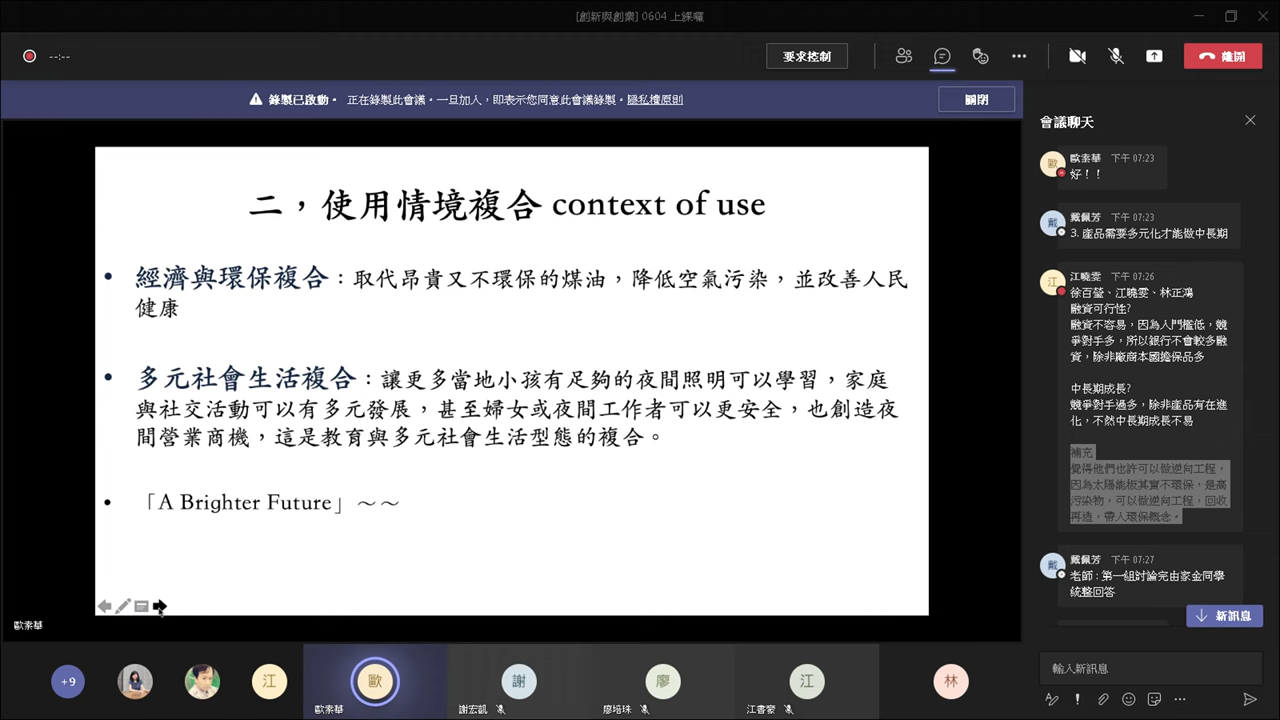 [創新與創業] 0604 上課囉
--:--
要求控制
離開
錄製已啟動。 正在錄製此會議。一旦加入，即表示您同意此會議錄製。隱私權原則
關閉
二，使用情境複合 context of use
• 經濟與環保複合：取代昂貴又不環保的煤油，降低空氣污染，並改善人民
健康
• 多元社會生活複合：讓更多當地小孩有足夠的夜間照明可以學習，家庭
與社交活動可以有多元發展，甚至婦女或夜間工作者可以更安全，也創造夜
間營業商機，這是教育與多元社會生活型態的複合。
• 「A Brighter Future」～～
歐素華
會議聊天
歐
歐素華 下午 07:23
好！！
戴
戴佩芳 下午 07:23
3. 產品需要多元化才能做中長期
江
江曉雯 下午 07:26
徐百瑩、江曉雯、林正鴻
融資可行性?
融資不容易，因為入門檻低，競
爭對手多，所以銀行不會較多融
資，除非廠商本國擔保品多
中長期成長?
競爭對手過多，除非產品有在進
化，不然中長期成長不易
補充
覺得他們也許可以做逆向工程，
因為太陽能板其實不環保，是高
污染物，可以做逆向工程，回收
再造，帶入環保概念。
戴
戴佩芳 下午 07:27
老師：第一組討論完由家金同學
統整回答
新訊息
輸入新訊息
+9
江
歐
歐素華
謝
謝宏凱
廖
廖培珠
江
江書豪
林